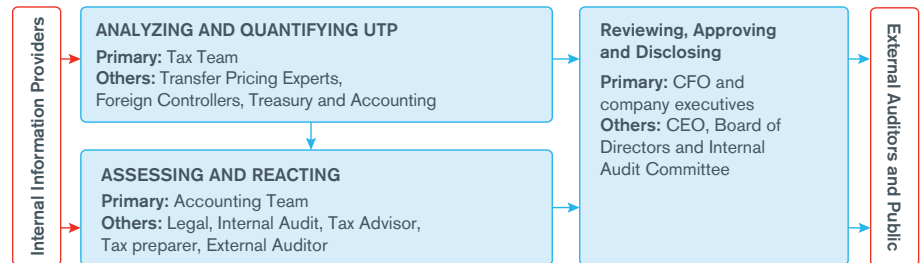 Internal Information Providers
ANALYZING AND QUANTIFYING UTP
Primary: Tax Team
Others: Transfer Pricing Experts,
Foreign Controllers, Treasury and Accounting
ASSESSING AND REACTING
Primary: Accounting Team
Others: Legal, Internal Audit, Tax Advisor,
Tax preparer, External Auditor
Reviewing, Approving
and Disclosing
Primary: CFO and
company executives
Others: CEO, Board of
Directors and Internal
Audit Committee
External Auditors and Public